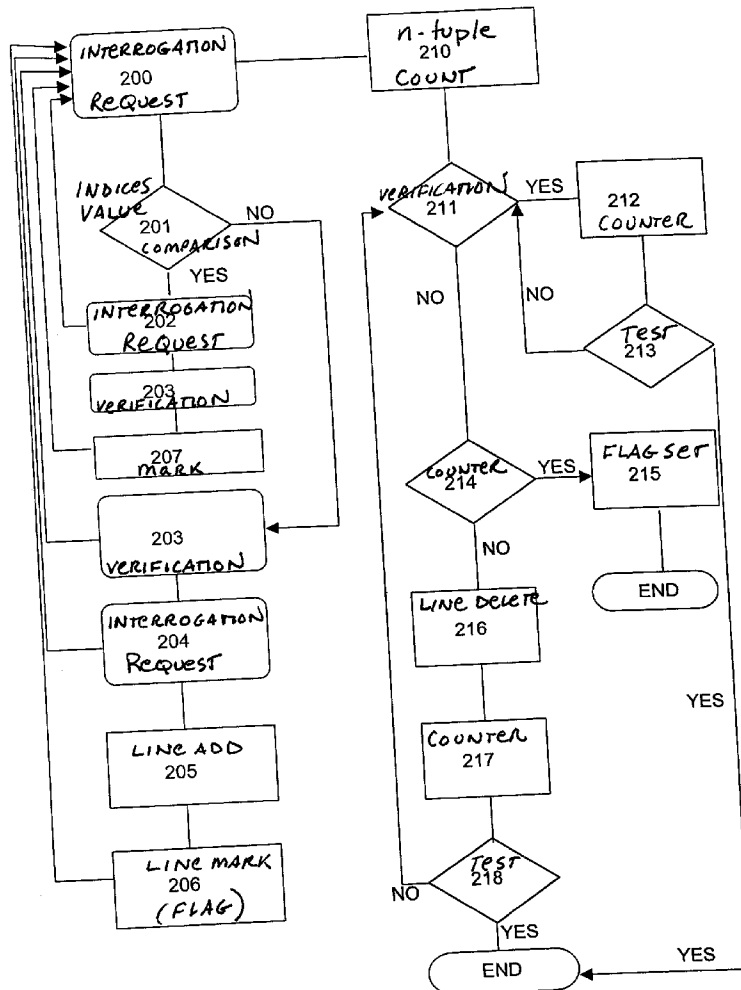 INTERROGATION
200
REQUEST
INDICES
VALUE
201
COMPARISON
NO
YES
INTERROGATION
202
REQUEST
203
VERIFICATION
207
MARK
203
VERIFICATION
INTERROGATION
204
REQUEST
LINE ADD
205
LINE MARK
206
(FLAG)
n-tuple
210
COUNT
VERIFICATION
211
YES
212
COUNTER
NO
NO
TEST
213
COUNTER
214
YES
FLAG SET
215
NO
END
LINE DELETE
216
YES
COUNTER
217
TEST
218
NO
YES
END
YES